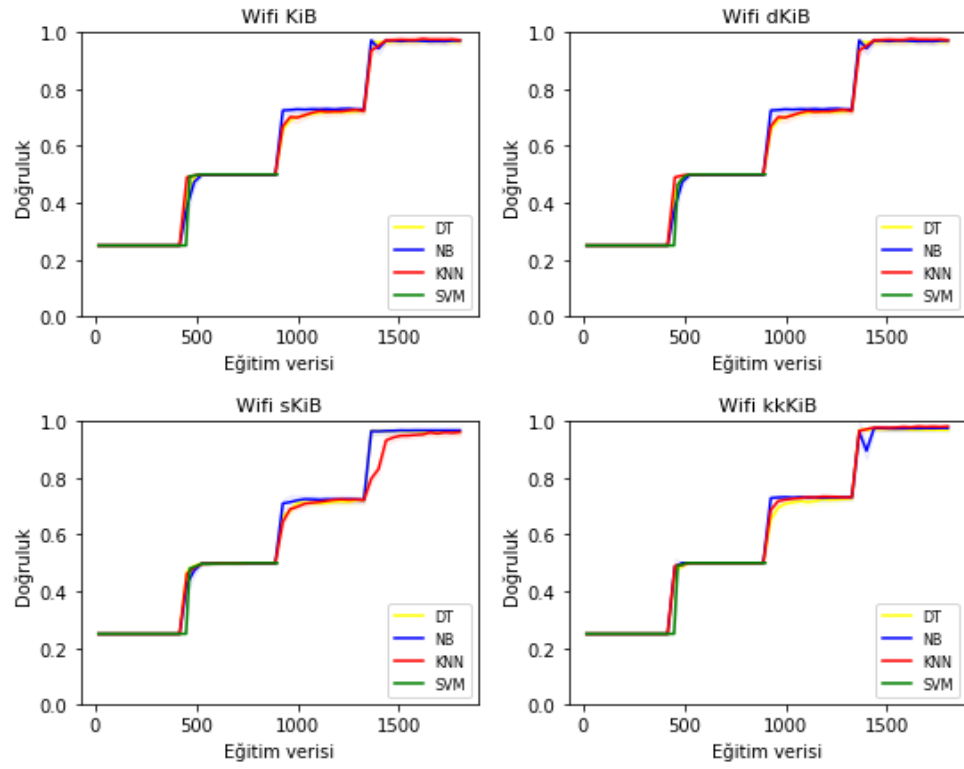 Wifi KiB
1.0
0.8
0.6
0.4
0.2
0.0
Doğruluk
DT
NB
KNN
SVM
0 500 1000 1500
Eğitim verisi
Wifi dKiB
1.0
0.8
0.6
0.4
0.2
0.0
Doğruluk
DT
NB
KNN
SVM
0 500 1000 1500
Eğitim verisi
Wifi sKiB
1.0
0.8
0.6
0.4
0.2
0.0
Doğruluk
DT
NB
KNN
SVM
0 500 1000 1500
Eğitim verisi
Wifi kkKiB
1.0
0.8
0.6
0.4
0.2
0.0
Doğruluk
DT
NB
KNN
SVM
0 500 1000 1500
Eğitim verisi